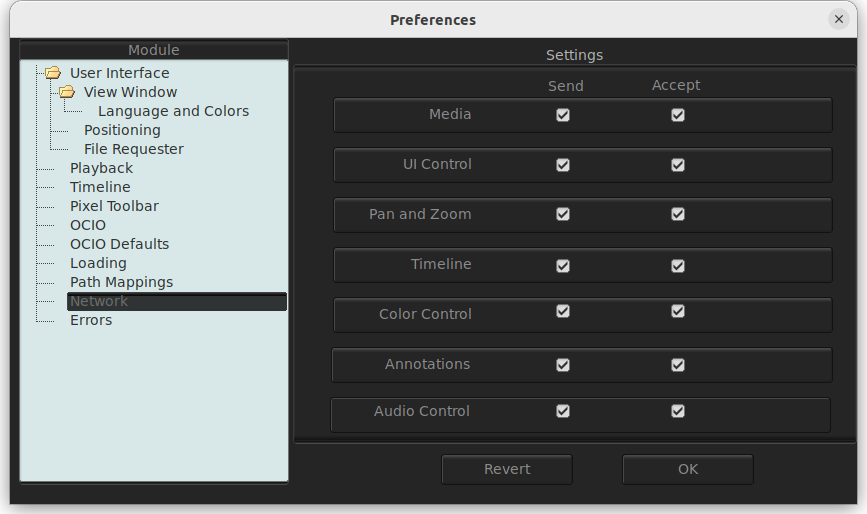 Preferences
Module
User Interface
View Window
Language and Colors
Positioning
File Requester
Playback
Timeline
Pixel Toolbar
OCIO
OCIO Defaults
Loading
Path Mappings
Network
Errors
Settings
Send Accept
Media
UI Control
Pan and Zoom
Timeline
Color Control
Annotations
Audio Control
Revert OK